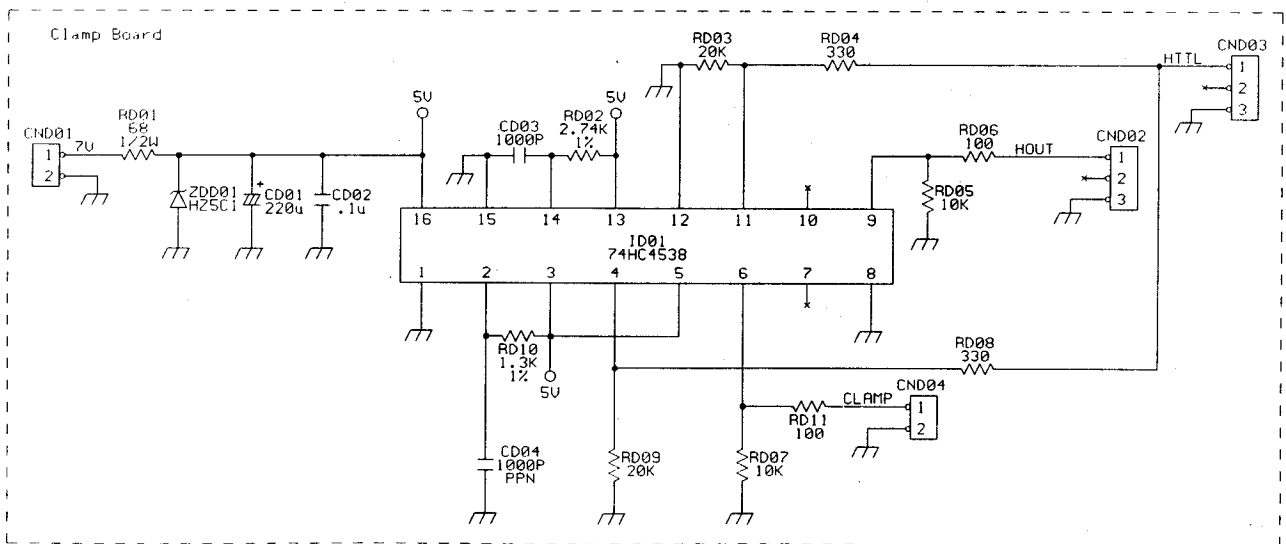 Clamp Board
RD03
20K
RD04
330
CND03
HTTL
1
2
3
5V
5V
RD01
68
1/2W
CND01
7V
1
2
CD03
1000P
RD02
2.74K
1%
RD06
100
HOUT
CND02
1
2
3
ZDD01
HZ5C1
+
CD01
220u
CD02
.1u
RD05
10K
16 15 14 13 12 11 10 9
ID01
74HC4538
1 2 3 4 5 6 7 8
RD10
1.3K
1%
5V
RD08
330
CLAMP
CND04
1
2
RD11
100
CD04
1000P
PPN
RD09
20K
RD07
10K